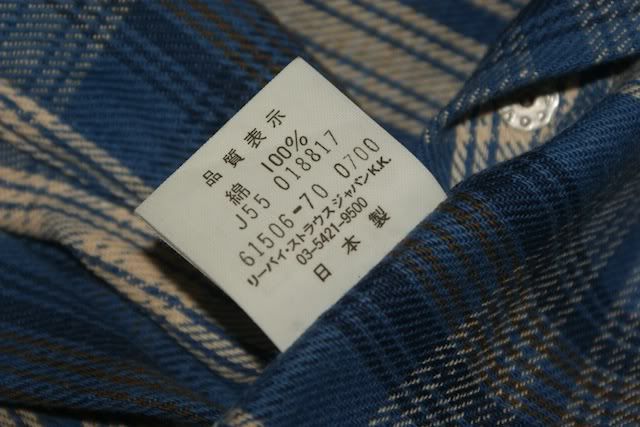 品質表示
綿 100%
J55 018817
61506-70 0700
リーバイ・ストラウス ジャパンK.K.
03-5421-9500
日本製